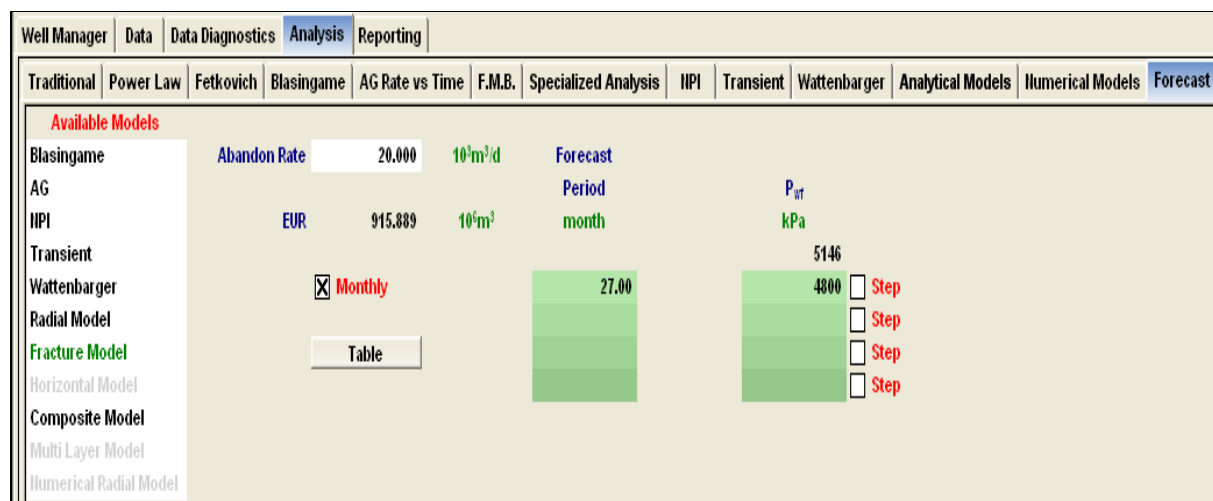 Well Manager Data Data Diagnostics Analysis Reporting
Traditional Power Law Fetkovich Blasingame AG Rate vs Time F.M.B. Specialized Analysis NPI Transient Wattenbarger Analytical Models Numerical Models Forecast
Available Models
Blasingame Abandon Rate 20.000 10³m³/d Forecast
AG Period Pwf
NPI EUR 915.889 10⁶m³ month kPa
Transient 5146
Wattenbarger X Monthly 27.00 4800 Step
Radial Model Step
Fracture Model Table Step
Horizontal Model Step
Composite Model
Multi Layer Model
Numerical Radial Model